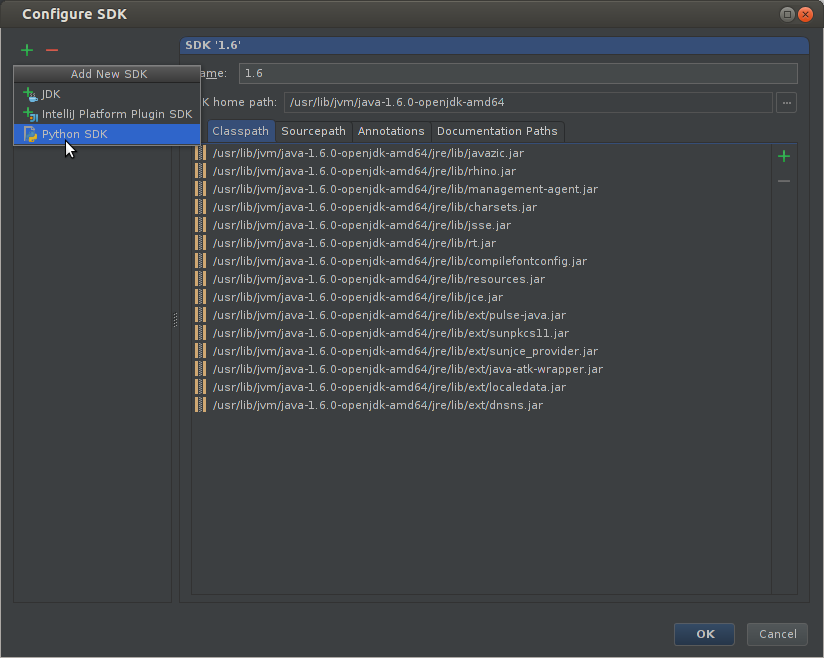 Configure SDK
SDK '1.6'
Add New SDK
JDK
IntelliJ Platform Plugin SDK
Python SDK
ame: 1.6
K home path: /usr/lib/jvm/java-1.6.0-openjdk-amd64 ...
Classpath Sourcepath Annotations Documentation Paths
/usr/lib/jvm/java-1.6.0-openjdk-amd64/jre/lib/javazic.jar
/usr/lib/jvm/java-1.6.0-openjdk-amd64/jre/lib/rhino.jar
/usr/lib/jvm/java-1.6.0-openjdk-amd64/jre/lib/management-agent.jar
/usr/lib/jvm/java-1.6.0-openjdk-amd64/jre/lib/charsets.jar
/usr/lib/jvm/java-1.6.0-openjdk-amd64/jre/lib/jsse.jar
/usr/lib/jvm/java-1.6.0-openjdk-amd64/jre/lib/rt.jar
/usr/lib/jvm/java-1.6.0-openjdk-amd64/jre/lib/compilefontconfig.jar
/usr/lib/jvm/java-1.6.0-openjdk-amd64/jre/lib/resources.jar
/usr/lib/jvm/java-1.6.0-openjdk-amd64/jre/lib/jce.jar
/usr/lib/jvm/java-1.6.0-openjdk-amd64/jre/lib/ext/pulse-java.jar
/usr/lib/jvm/java-1.6.0-openjdk-amd64/jre/lib/ext/sunpkcs11.jar
/usr/lib/jvm/java-1.6.0-openjdk-amd64/jre/lib/ext/sunjce_provider.jar
/usr/lib/jvm/java-1.6.0-openjdk-amd64/jre/lib/ext/java-atk-wrapper.jar
/usr/lib/jvm/java-1.6.0-openjdk-amd64/jre/lib/ext/localedata.jar
/usr/lib/jvm/java-1.6.0-openjdk-amd64/jre/lib/ext/dnsns.jar
OK Cancel